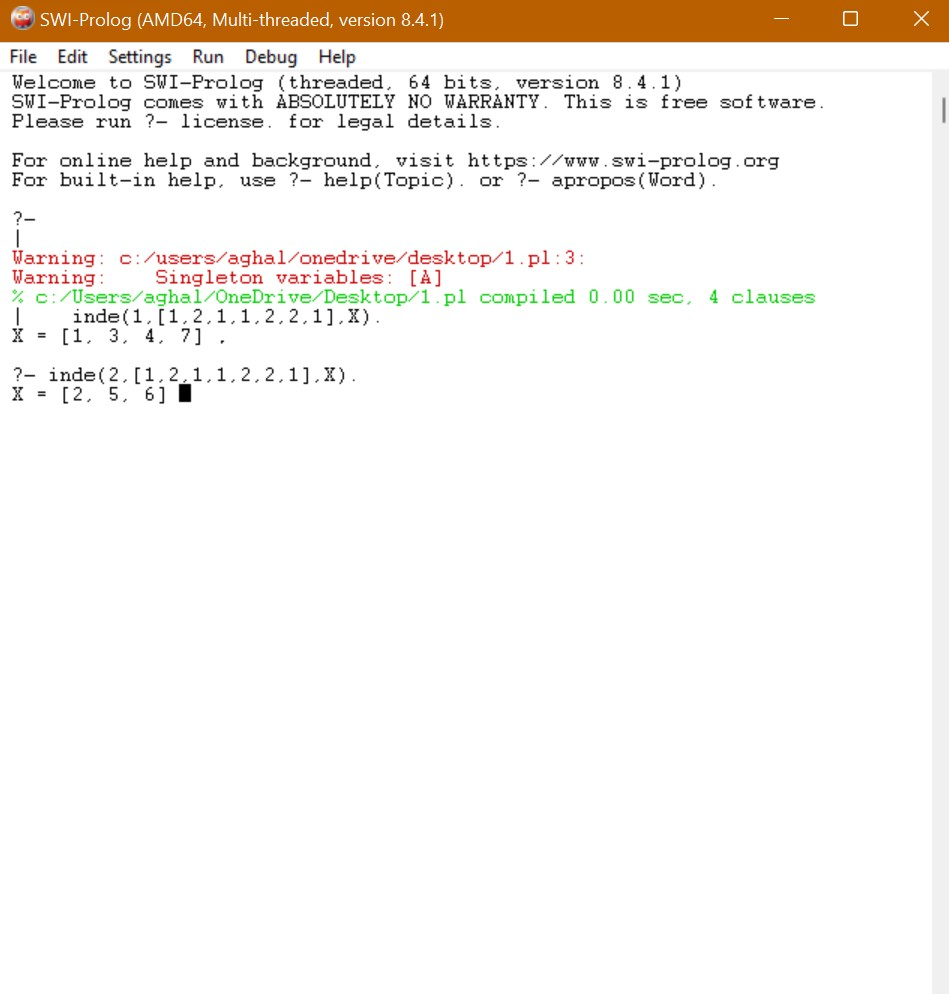 SWI-Prolog (AMD64, Multi-threaded, version 8.4.1)
File Edit Settings Run Debug Help
Welcome to SWI-Prolog (threaded, 64 bits, version 8.4.1)
SWI-Prolog comes with ABSOLUTELY NO WARRANTY. This is free software.
Please run ?- license. for legal details.
For online help and background, visit https://www.swi-prolog.org
For built-in help, use ?- help(Topic). or ?- apropos(Word).
?-
|
Warning: c:/users/aghal/onedrive/desktop/1.pl:3:
Warning:    Singleton variables: [A]
% c:/Users/aghal/OneDrive/Desktop/1.pl compiled 0.00 sec, 4 clauses
|    inde(1,[1,2,1,1,2,2,1],X).
X = [1, 3, 4, 7] .
?- inde(2,[1,2,1,1,2,2,1],X).
X = [2, 5, 6]